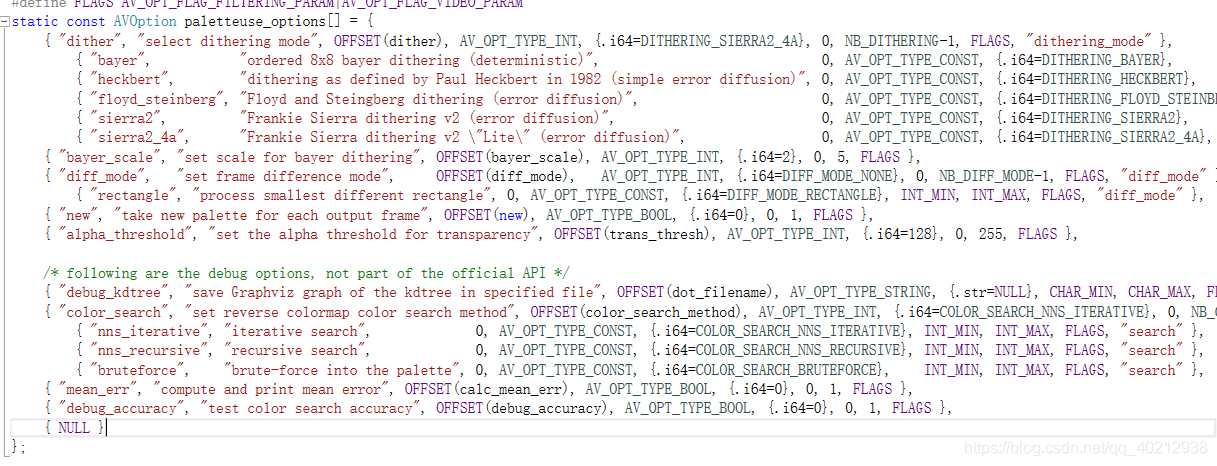 #define FLAGS AV_OPT_FLAG_FILTERING_PARAM|AV_OPT_FLAG_VIDEO_PARAM
static const AVOption paletteuse_options[] = {
{ "dither", "select dithering mode", OFFSET(dither), AV_OPT_TYPE_INT, {.i64=DITHERING_SIERRA2_4A}, 0, NB_DITHERING-1, FLAGS, "dithering_mode" },
{ "bayer", "ordered 8x8 bayer dithering (deterministic)", 0, AV_OPT_TYPE_CONST, {.i64=DITHERING_BAYER},
{ "heckbert", "dithering as defined by Paul Heckbert in 1982 (simple error diffusion)", 0, AV_OPT_TYPE_CONST, {.i64=DITHERING_HECKBERT},
{ "floyd_steinberg", "Floyd and Steingberg dithering (error diffusion)", 0, AV_OPT_TYPE_CONST, {.i64=DITHERING_FLOYD_STEINB
{ "sierra2", "Frankie Sierra dithering v2 (error diffusion)", 0, AV_OPT_TYPE_CONST, {.i64=DITHERING_SIERRA2},
{ "sierra2_4a", "Frankie Sierra dithering v2 \"Lite\" (error diffusion)", 0, AV_OPT_TYPE_CONST, {.i64=DITHERING_SIERRA2_4A},
{ "bayer_scale", "set scale for bayer dithering", OFFSET(bayer_scale), AV_OPT_TYPE_INT, {.i64=2}, 0, 5, FLAGS },
{ "diff_mode", "set frame difference mode", OFFSET(diff_mode), AV_OPT_TYPE_INT, {.i64=DIFF_MODE_NONE}, 0, NB_DIFF_MODE-1, FLAGS, "diff_mode" }
{ "rectangle", "process smallest different rectangle", 0, AV_OPT_TYPE_CONST, {.i64=DIFF_MODE_RECTANGLE}, INT_MIN, INT_MAX, FLAGS, "diff_mode" },
{ "new", "take new palette for each output frame", OFFSET(new), AV_OPT_TYPE_BOOL, {.i64=0}, 0, 1, FLAGS },
{ "alpha_threshold", "set the alpha threshold for transparency", OFFSET(trans_thresh), AV_OPT_TYPE_INT, {.i64=128}, 0, 255, FLAGS },
/* following are the debug options, not part of the official API */
{ "debug_kdtree", "save Graphviz graph of the kdtree in specified file", OFFSET(dot_filename), AV_OPT_TYPE_STRING, {.str=NULL}, CHAR_MIN, CHAR_MAX, F
{ "color_search", "set reverse colormap color search method", OFFSET(color_search_method), AV_OPT_TYPE_INT, {.i64=COLOR_SEARCH_NNS_ITERATIVE}, 0, NB_
{ "nns_iterative", "iterative search", 0, AV_OPT_TYPE_CONST, {.i64=COLOR_SEARCH_NNS_ITERATIVE}, INT_MIN, INT_MAX, FLAGS, "search" },
{ "nns_recursive", "recursive search", 0, AV_OPT_TYPE_CONST, {.i64=COLOR_SEARCH_NNS_RECURSIVE}, INT_MIN, INT_MAX, FLAGS, "search" },
{ "bruteforce", "brute-force into the palette", 0, AV_OPT_TYPE_CONST, {.i64=COLOR_SEARCH_BRUTEFORCE}, INT_MIN, INT_MAX, FLAGS, "search" },
{ "mean_err", "compute and print mean error", OFFSET(calc_mean_err), AV_OPT_TYPE_BOOL, {.i64=0}, 0, 1, FLAGS },
{ "debug_accuracy", "test color search accuracy", OFFSET(debug_accuracy), AV_OPT_TYPE_BOOL, {.i64=0}, 0, 1, FLAGS },
{ NULL }
};
https://blog.csdn.net/qq_40212938